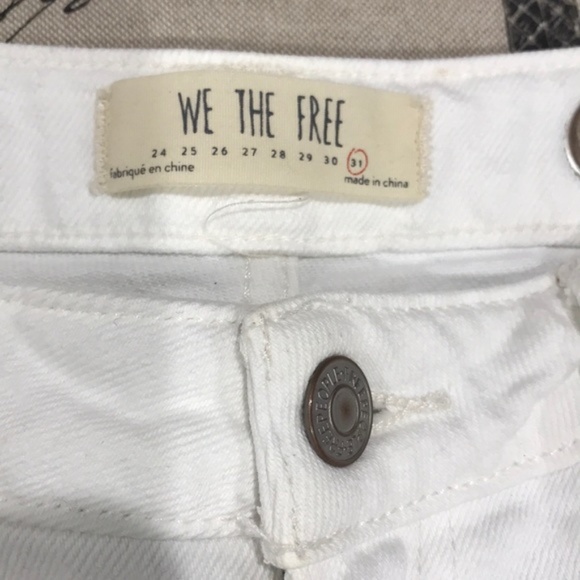 WE THE FREE
24 25 26 27 28 29 30 31
fabriqué en chine
made in china